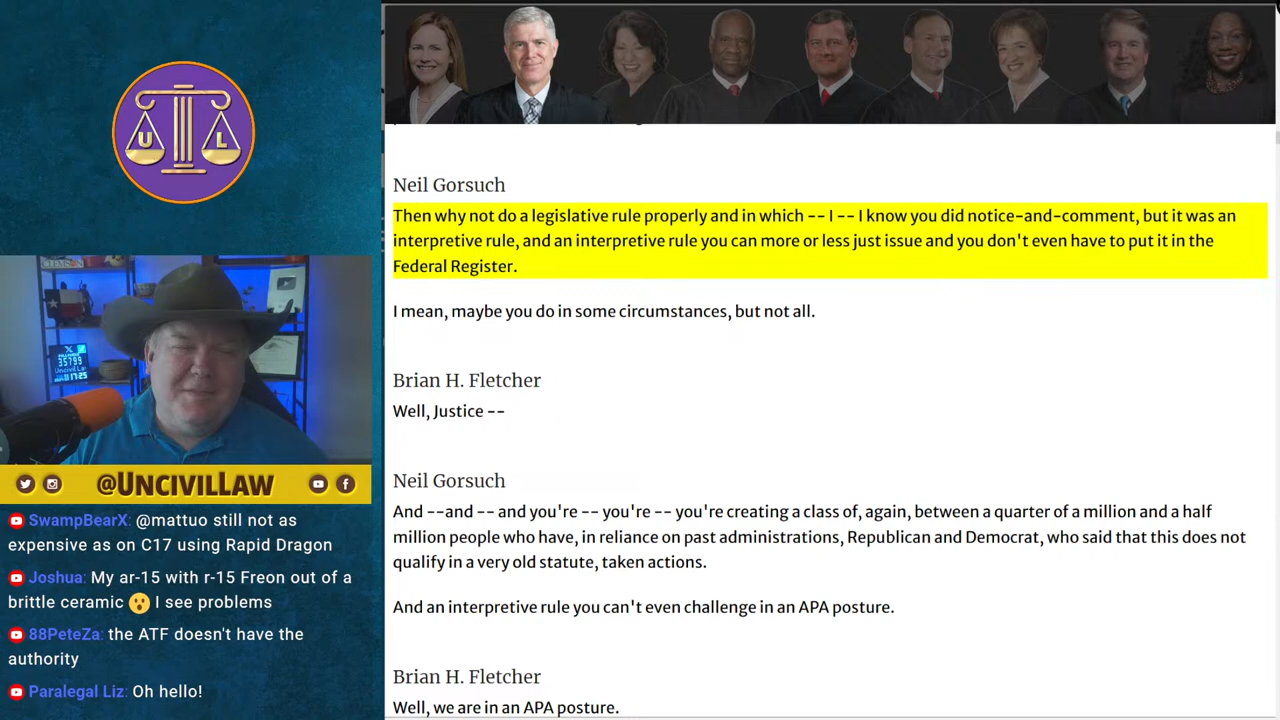 U L
Neil Gorsuch
Then why not do a legislative rule properly and in which -- I -- I know you did notice-and-comment, but it was an
interpretive rule, and an interpretive rule you can more or less just issue and you don't even have to put it in the
Federal Register.
I mean, maybe you do in some circumstances, but not all.
Brian H. Fletcher
Well, Justice --
Neil Gorsuch
And --and -- and you're -- you're -- you're creating a class of, again, between a quarter of a million and a half
million people who have, in reliance on past administrations, Republican and Democrat, who said that this does not
qualify in a very old statute, taken actions.
And an interpretive rule you can't even challenge in an APA posture.
Brian H. Fletcher
Well, we are in an APA posture.
CLEMSON
35799
@UNCIVILLAW
SwampBearX: @mattuo still not as
expensive as on C17 using Rapid Dragon
Joshua: My ar-15 with r-15 Freon out of a
brittle ceramic 😮 I see problems
88PeteZa: the ATF doesn't have the
authority
Paralegal Liz: Oh hello!